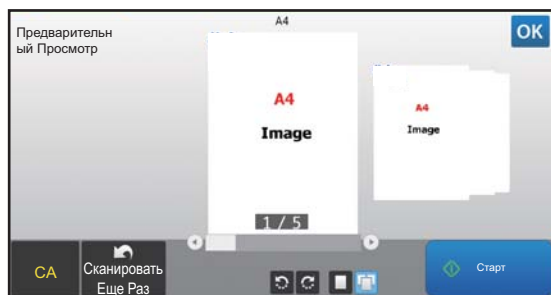 Предварительн
ый Просмотр
A4
OK
A4
Image
A4
Image
1 / 5
CA
Сканировать
Еще Раз
Старт